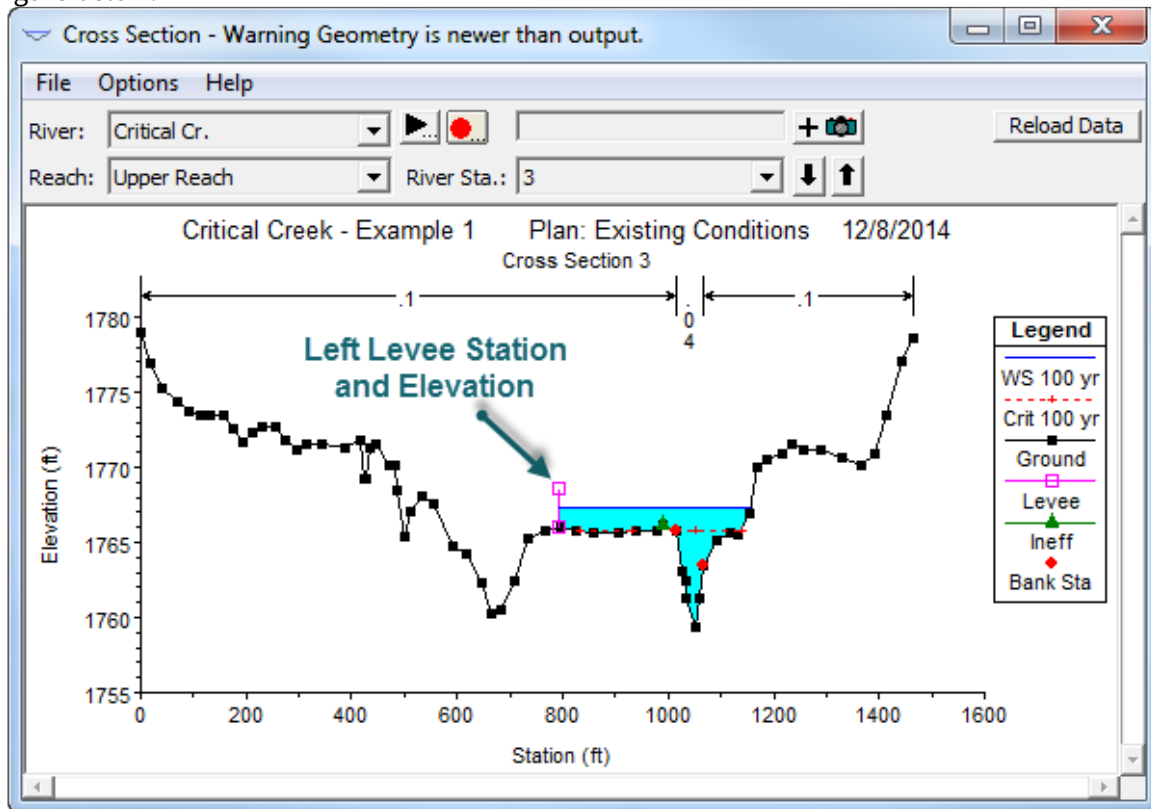 Cross Section - Warning Geometry is newer than output.
File Options Help
River: Critical Cr. Reload Data
Reach: Upper Reach River Sta.: 3
Critical Creek - Example 1 Plan: Existing Conditions 12/8/2014
Cross Section 3
.1 .04 .1
Left Levee Station
and Elevation
Legend
WS 100 yr
Crit 100 yr
Ground
Levee
Ineff
Bank Sta
Elevation (ft)
1780
1775
1770
1765
1760
1755
0 200 400 600 800 1000 1200 1400 1600
Station (ft)